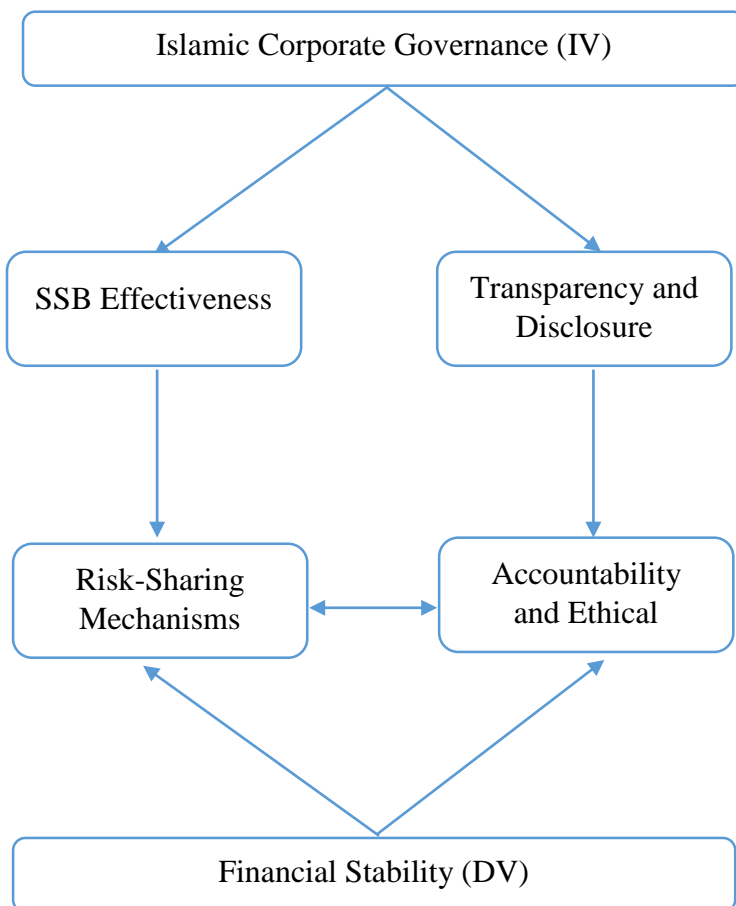 Islamic Corporate Governance (IV)
SSB Effectiveness
Transparency and
Disclosure
Risk-Sharing
Mechanisms
Accountability
and Ethical
Financial Stability (DV)